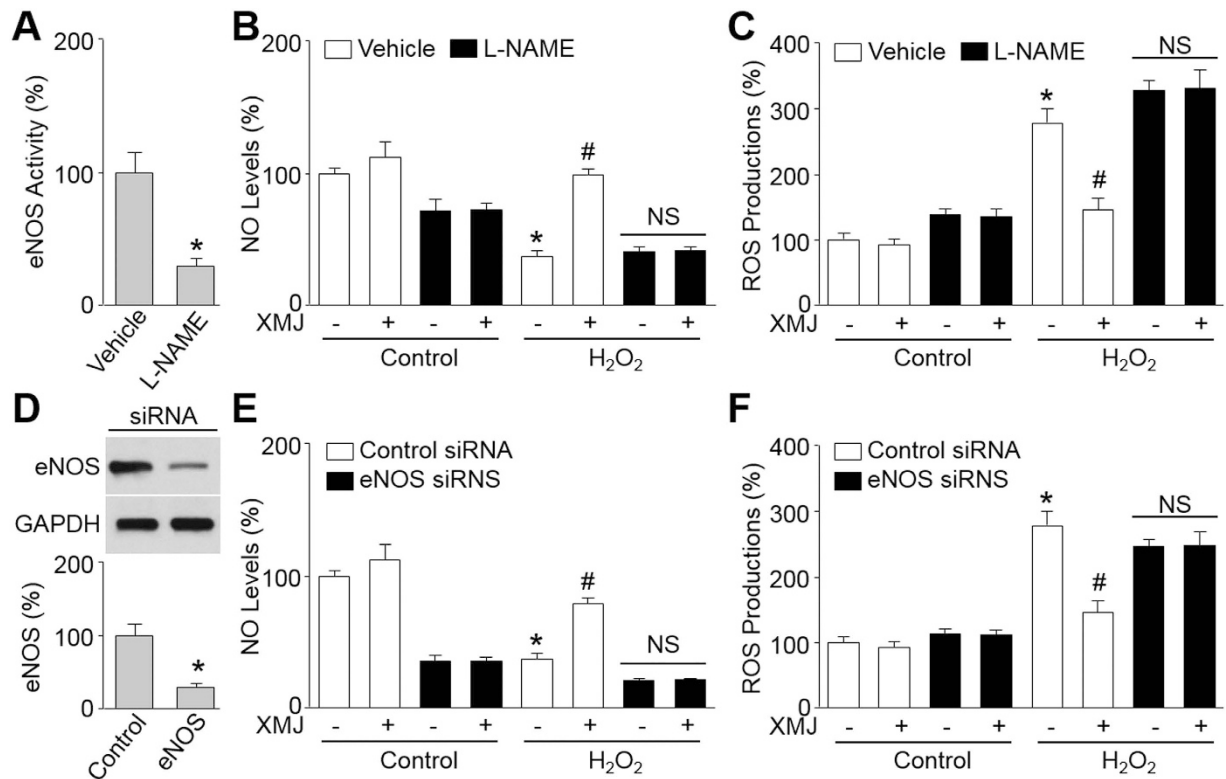 A
eNOS Activity (%)
200
100
0
*
Vehicle
L-NAME
B
Vehicle L-NAME
NO Levels (%)
200
100
0
*
#
NS
XMJ - + - + - + - +
Control H₂O₂
C
Vehicle L-NAME
ROS Productions (%)
400
300
200
100
0
*
#
NS
XMJ - + - + - + - +
Control H₂O₂
D
siRNA
eNOS
GAPDH
eNOS (%)
200
100
0
*
Control
eNOS
E
Control siRNA
eNOS siRNS
NO Levels (%)
200
100
0
*
#
NS
XMJ - + - + - + - +
Control H₂O₂
F
Control siRNA
eNOS siRNS
ROS Productions (%)
400
300
200
100
0
*
#
NS
XMJ - + - + - + - +
Control H₂O₂